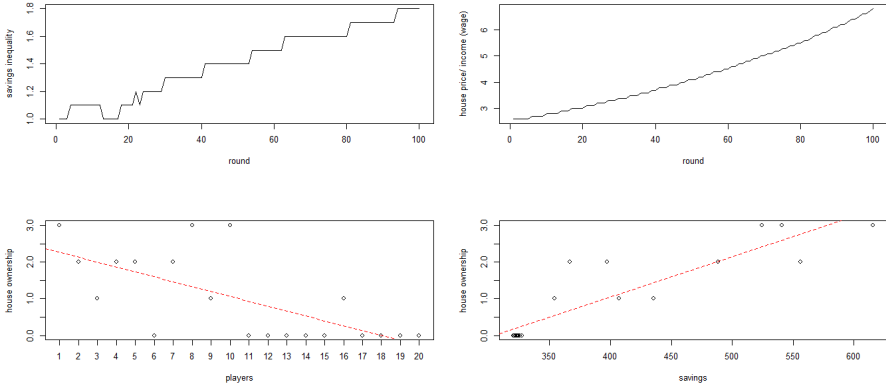 savings inequality
1.0 1.2 1.4 1.6 1.8
0 20 40 60 80 100
round
house price/ income (wage)
3 4 5 6
0 20 40 60 80 100
round
house ownership
0.0 1.0 2.0 3.0
1 2 3 4 5 6 7 8 9 10 11 12 13 14 15 16 17 18 19 20
players
house ownership
0.0 1.0 2.0 3.0
350 400 450 500 550 600
savings